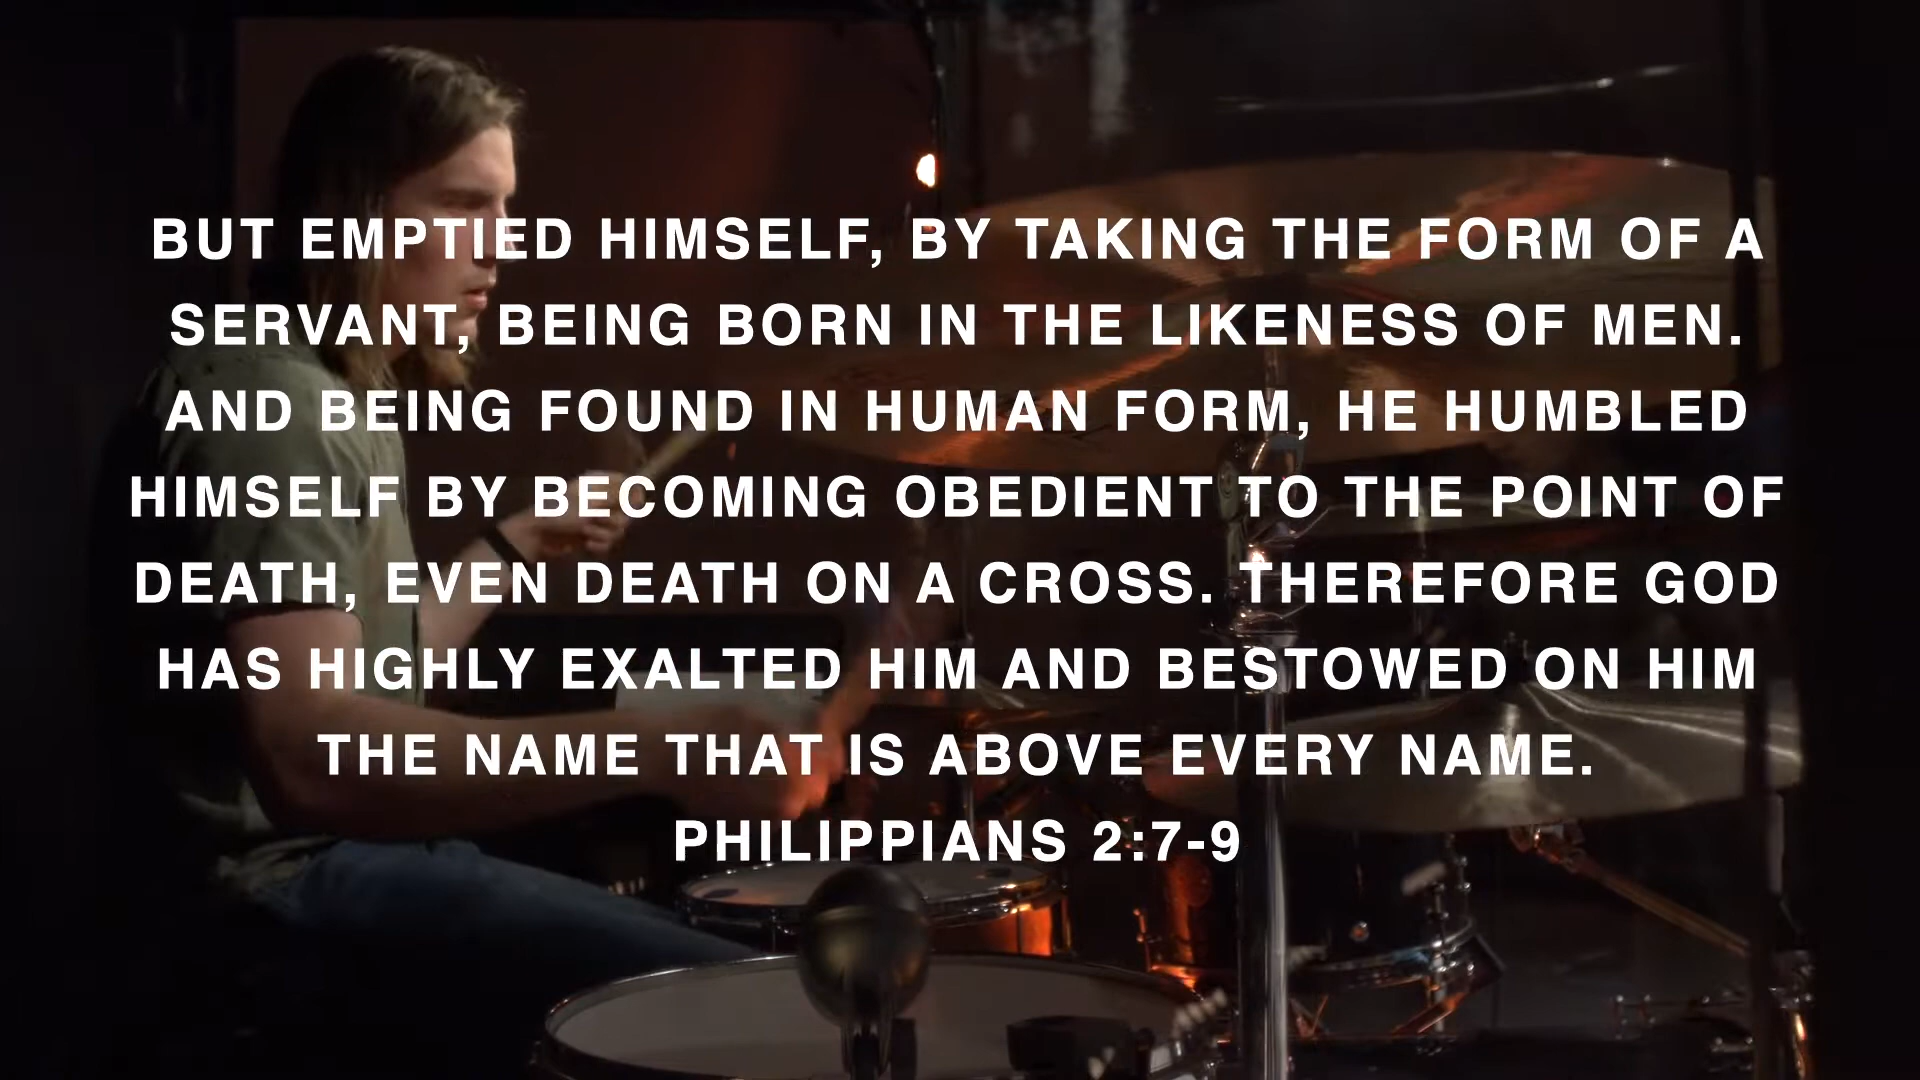 BUT EMPTIED HIMSELF, BY TAKING THE FORM OF A
SERVANT, BEING BORN IN THE LIKENESS OF MEN.
AND BEING FOUND IN HUMAN FORM, HE HUMBLED
HIMSELF BY BECOMING OBEDIENT TO THE POINT OF
DEATH, EVEN DEATH ON A CROSS. THEREFORE GOD
HAS HIGHLY EXALTED HIM AND BESTOWED ON HIM
THE NAME THAT IS ABOVE EVERY NAME.
PHILIPPIANS 2:7-9